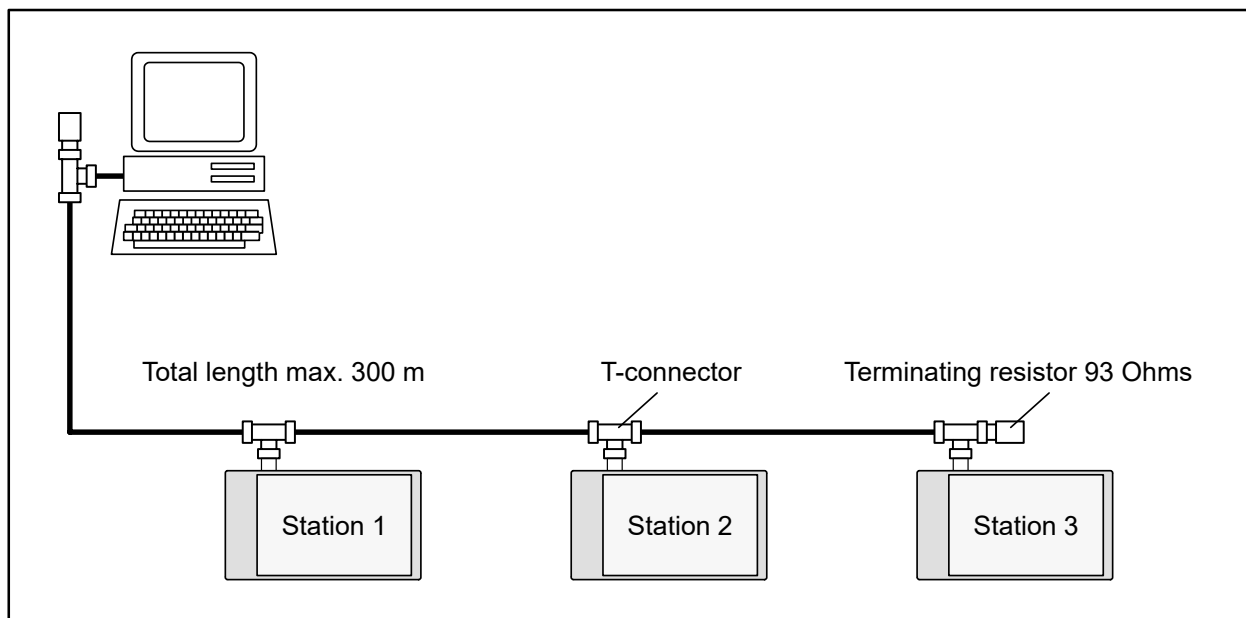 Total length max. 300 m
T-connector
Terminating resistor 93 Ohms
Station 1
Station 2
Station 3